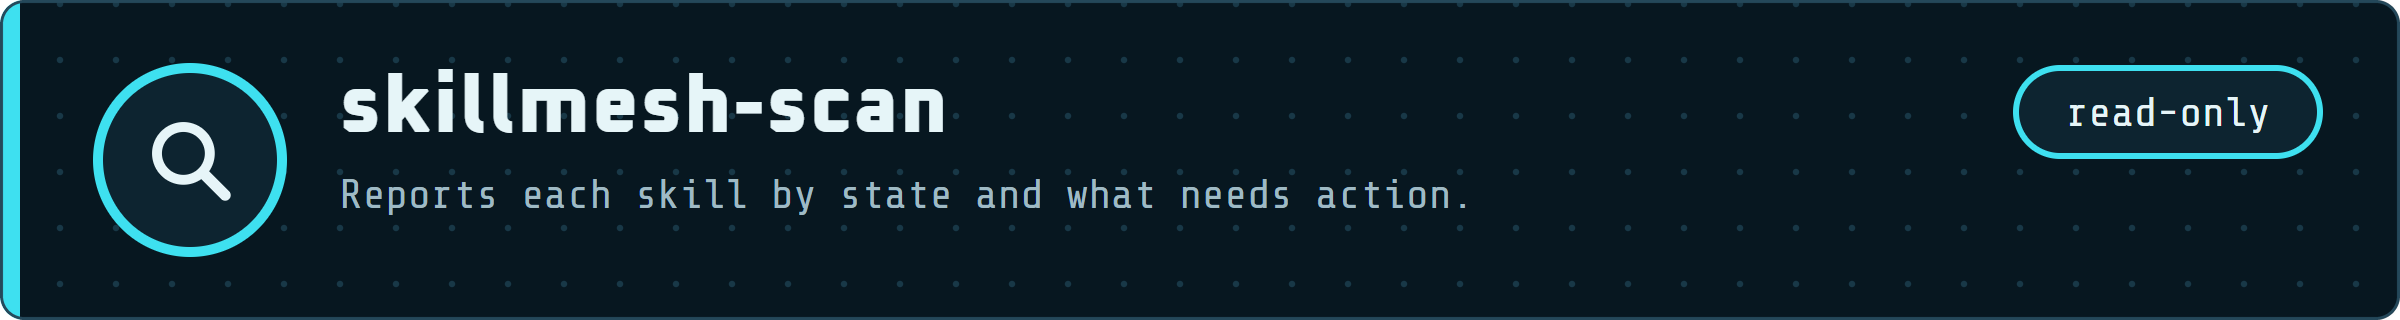 skillmesh-scan
read-only
Reports each skill by state and what needs action.